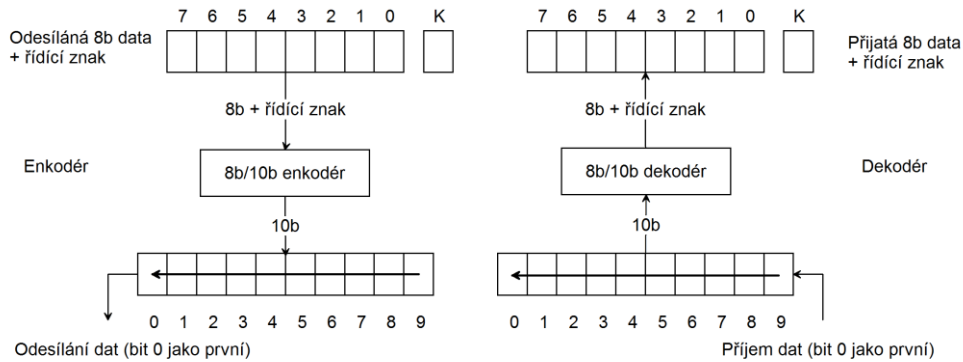 7 6 5 4 3 2 1 0 K
7 6 5 4 3 2 1 0 K
Odesíláná 8b data
+ řídící znak
Přijatá 8b data
+ řídící znak
8b + řídící znak
8b + řídící znak
Enkodér
8b/10b enkodér
8b/10b dekodér
Dekodér
10b
10b
0 1 2 3 4 5 6 7 8 9
0 1 2 3 4 5 6 7 8 9
Odesílání dat (bit 0 jako první)
Příjem dat (bit 0 jako první)